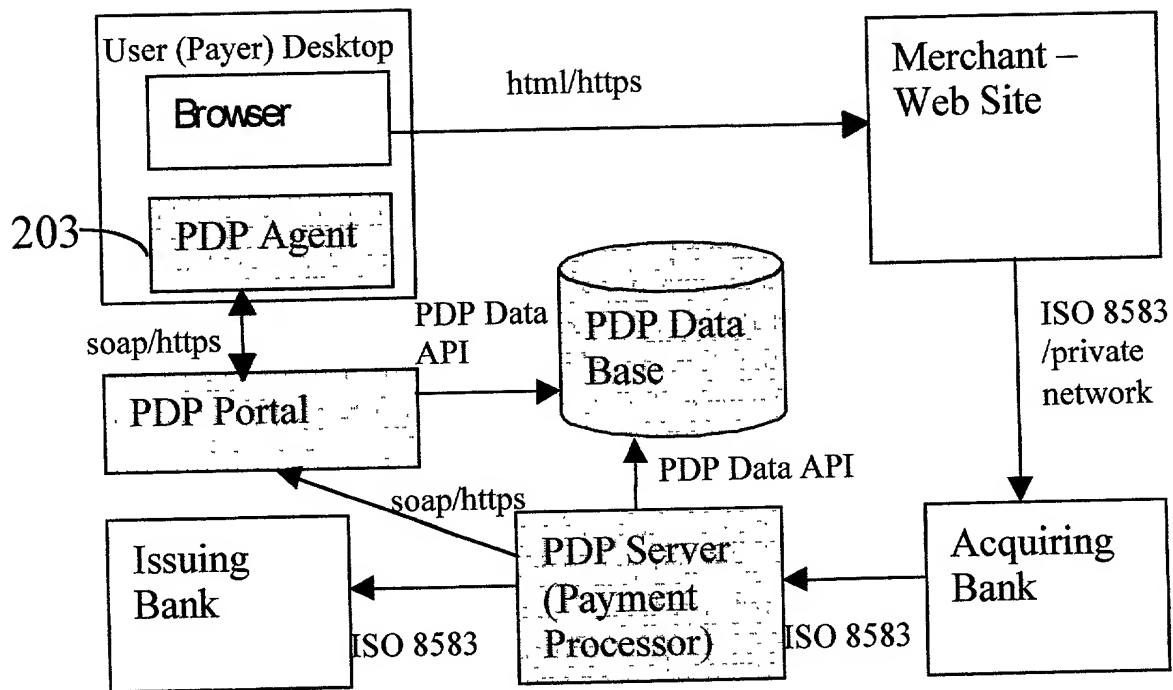 User (Payer) Desktop
Browser
html/https
Merchant –
Web Site
203
PDP Agent
soap/https
PDP Data
API
PDP Data
Base
ISO 8583
/private
network
PDP Portal
PDP Data API
soap/https
Issuing
Bank
ISO 8583
PDP Server
(Payment
Processor)
ISO 8583
Acquiring
Bank